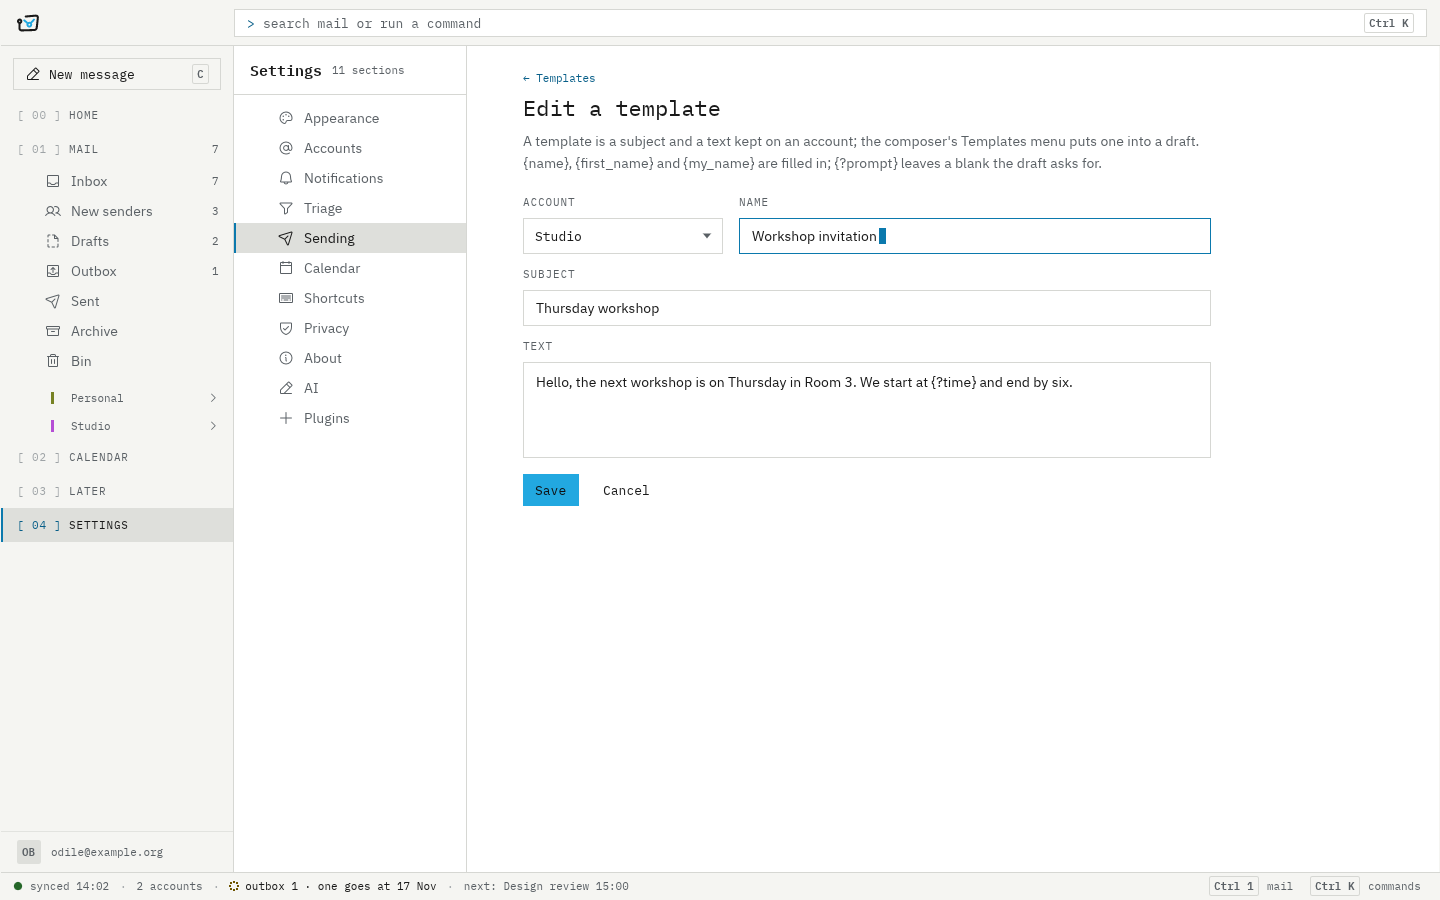 > search mail or run a command Ctrl K
New message C
[ 00 ] HOME
[ 01 ] MAIL 7
Inbox 7
New senders 3
Drafts 2
Outbox 1
Sent
Archive
Bin
Personal
Studio
[ 02 ] CALENDAR
[ 03 ] LATER
[ 04 ] SETTINGS
OB odile@example.org
Settings 11 sections
Appearance
Accounts
Notifications
Triage
Sending
Calendar
Shortcuts
Privacy
About
AI
Plugins
← Templates
Edit a template
A template is a subject and a text kept on an account; the composer's Templates menu puts one into a draft.
{name}, {first_name} and {my_name} are filled in; {?prompt} leaves a blank the draft asks for.
ACCOUNT NAME
Studio Workshop invitation
SUBJECT
Thursday workshop
TEXT
Hello, the next workshop is on Thursday in Room 3. We start at {?time} and end by six.
Save Cancel
synced 14:02 · 2 accounts · outbox 1 · one goes at 17 Nov · next: Design review 15:00 Ctrl 1 mail Ctrl K commands